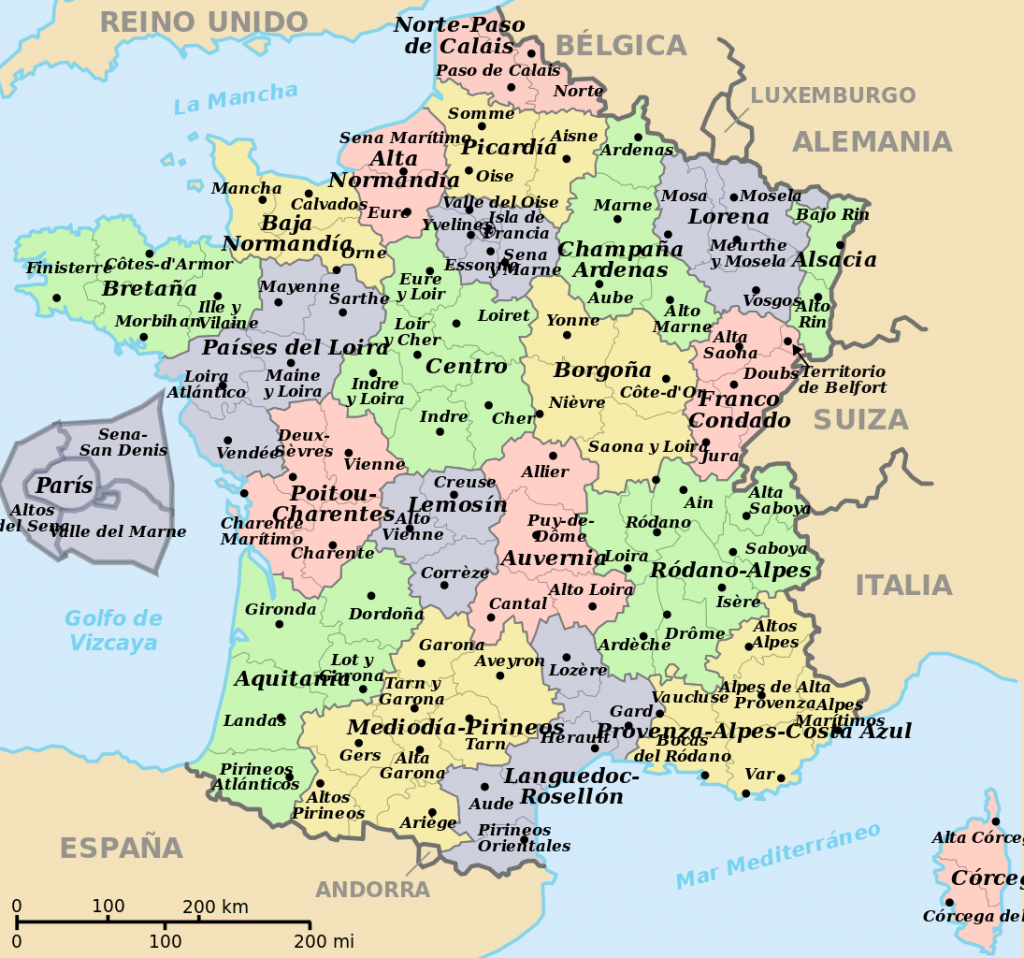 REINO UNIDO
Norte-Paso
de Calais
BÉLGICA
Paso de Calais
Norte
La Mancha
LUXEMBURGO
ALEMANIA
Somme
Sena Marítimo
Picardía
Aisne
Ardenas
Alta
Normandía
Oise
Mancha
Calvados
Eure
Valle del Oise
Yvelines
Isla de
Francia
Marne
Mosa
Mosela
Lorena
Bajo Rin
Baja
Normandía
Orne
Essonne
Sena
y Marne
Champaña
Ardenas
Meurthe
y Mosela
Alsacia
Finisterre
Côtes-d'Armor
Bretaña
Ille y
Vilaine
Morbihan
Mayenne
Sarthe
Eure
y Loir
Aube
Alto
Marne
Vosgos
Alto
Rin
Loiret
Loir
y Cher
Yonne
Alta
Saona
Países del Loira
Centro
Borgoña
Doubs
Territorio
de Belfort
Loira
Atlántico
Maine
y Loira
Indre
y Loira
Côte-d'Or
Franco
Condado
SUIZA
Indre
Cher
Nièvre
Sena-
San Denis
París
Altos
del Sena
Valle del Marne
Vendée
Deux-
Sèvres
Vienne
Saona y Loira
Jura
Allier
Poitou-
Charentes
Creuse
Lemosín
Alto
Vienne
Charente
Marítimo
Charente
Puy-de-
Dôme
Auvernia
Ródano
Ain
Alta
Saboya
Loira
Saboya
Ródano-Alpes
ITALIA
Corrèze
Golfo de
Vizcaya
Gironda
Dordoña
Cantal
Alto Loira
Isère
Ardèche
Drôme
Altos
Alpes
Garona
Aveyron
Lozère
Lot y
Garona
Aquitania
Tarn y
Garona
Gard
Vaucluse
Alpes de Alta
Provenza
Alpes
Marítimos
Landas
Mediodía-Pirineos
Herault
Provenza-Alpes-Costa Azul
Gers
Tarn
Bocas
del Ródano
Alta
Garona
Languedoc-
Rosellón
Var
Pirineos
Atlánticos
Altos
Pirineos
Aude
Ariège
Pirineos
Orientales
ESPAÑA
ANDORRA
Mar Mediterráneo
Alta Córceg
Córceg
Córcega del
0 100 200 km
0 100 200 mi